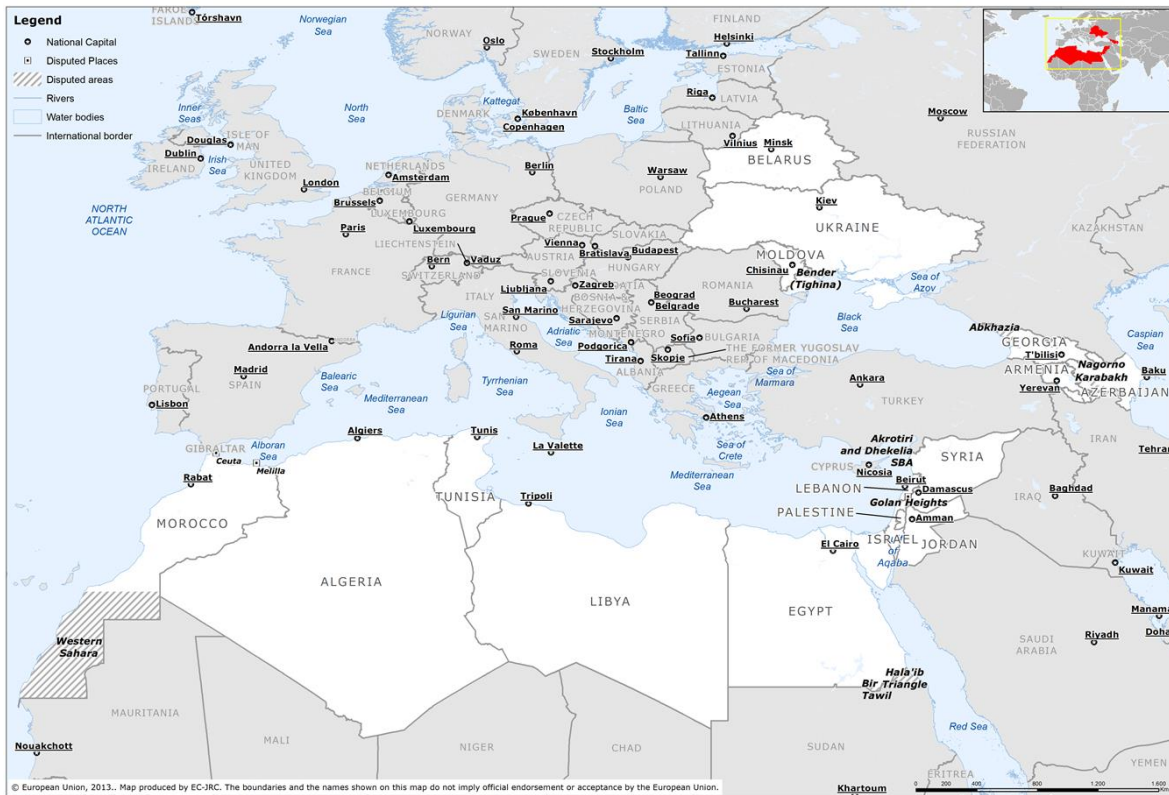 Legend
National Capital
Disputed Places
Disputed areas
Rivers
Water bodies
International border
FAROE
ISLANDS
Tórshavn
Norwegian
Sea
NORWAY
Oslo
SWEDEN
Stockholm
FINLAND
Helsinki
Tallinn
ESTONIA
Riga
LATVIA
LITHUANIA
Vilnius
Minsk
BELARUS
Moscow
RUSSIAN
FEDERATION
Inner
Seas
North
Sea
DENMARK
Kattegat
København
Copenhagen
Baltic
Sea
Douglas
ISLE OF
MAN
Dublin
IRELAND
Irish
Sea
UNITED
KINGDOM
London
NETHERLANDS
Amsterdam
Berlin
GERMANY
Warsaw
POLAND
Brussels
BELGIUM
LUXEMBOURG
Luxembourg
Paris
FRANCE
LIECHTENSTEIN
Bern
SWITZERLAND
Vaduz
Prague
CZECH
REPUBLIC
SLOVAKIA
Vienna
Bratislava
AUSTRIA
Budapest
HUNGARY
Kiev
UKRAINE
MOLDOVA
Chisinau
Bender
(Tighina)
KAZAKHSTAN
NORTH
ATLANTIC
OCEAN
SLOVENIA
Ljubljana
Zagreb
CROATIA
BOSNIA &
HERZEGOVINA
Sarajevo
Beograd
Belgrade
SERBIA
ROMANIA
Bucharest
Sea of
Azov
Black
Sea
ITALY
SAN
MARINO
San Marino
Ligurian
Sea
Adriatic
Sea
MONTENEGRO
Podgorica
Sofia
BULGARIA
Skopje
THE FORMER YUGOSLAV
REP. OF MACEDONIA
Tirana
ALBANIA
Roma
Andorra la Vella
Madrid
SPAIN
PORTUGAL
Lisbon
Balearic
Sea
Mediterranean
Sea
Tyrrhenian
Sea
Ionian
Sea
GREECE
Aegean
Sea
Athens
Sea of
Marmara
Ankara
TURKEY
Sea of
Crete
Abkhazia
GEORGIA
T'bilisi
ARMENIA
Yerevan
Nagorno
Karabakh
AZERBAIJAN
Caspian
Sea
Baku
GIBRALTAR
Ceuta
Alboran
Sea
Melilla
Rabat
MOROCCO
Algiers
ALGERIA
Tunis
TUNISIA
La Valette
Tripoli
LIBYA
Mediterranean
Sea
Akrotiri
and Dhekelia
SBA
CYPRUS
Nicosia
SYRIA
Beirut
LEBANON
Damascus
Golan Heights
PALESTINE
Amman
ISRAEL
JORDAN
of
Aqaba
IRAQ
Baghdad
IRAN
Tehran
KUWAIT
Kuwait
El Cairo
EGYPT
Manama
Doha
Riyadh
SAUDI
ARABIA
Western
Sahara
Hala'ib
Triangle
Bir
Tawil
MAURITANIA
Nouakchott
MALI
NIGER
CHAD
SUDAN
Khartoum
Red Sea
ERITREA
YEMEN
© European Union, 2013.. Map produced by EC-JRC. The boundaries and the names shown on this map do not imply official endorsement or acceptance by the European Union.
0 200 400 800 1.200 1.600